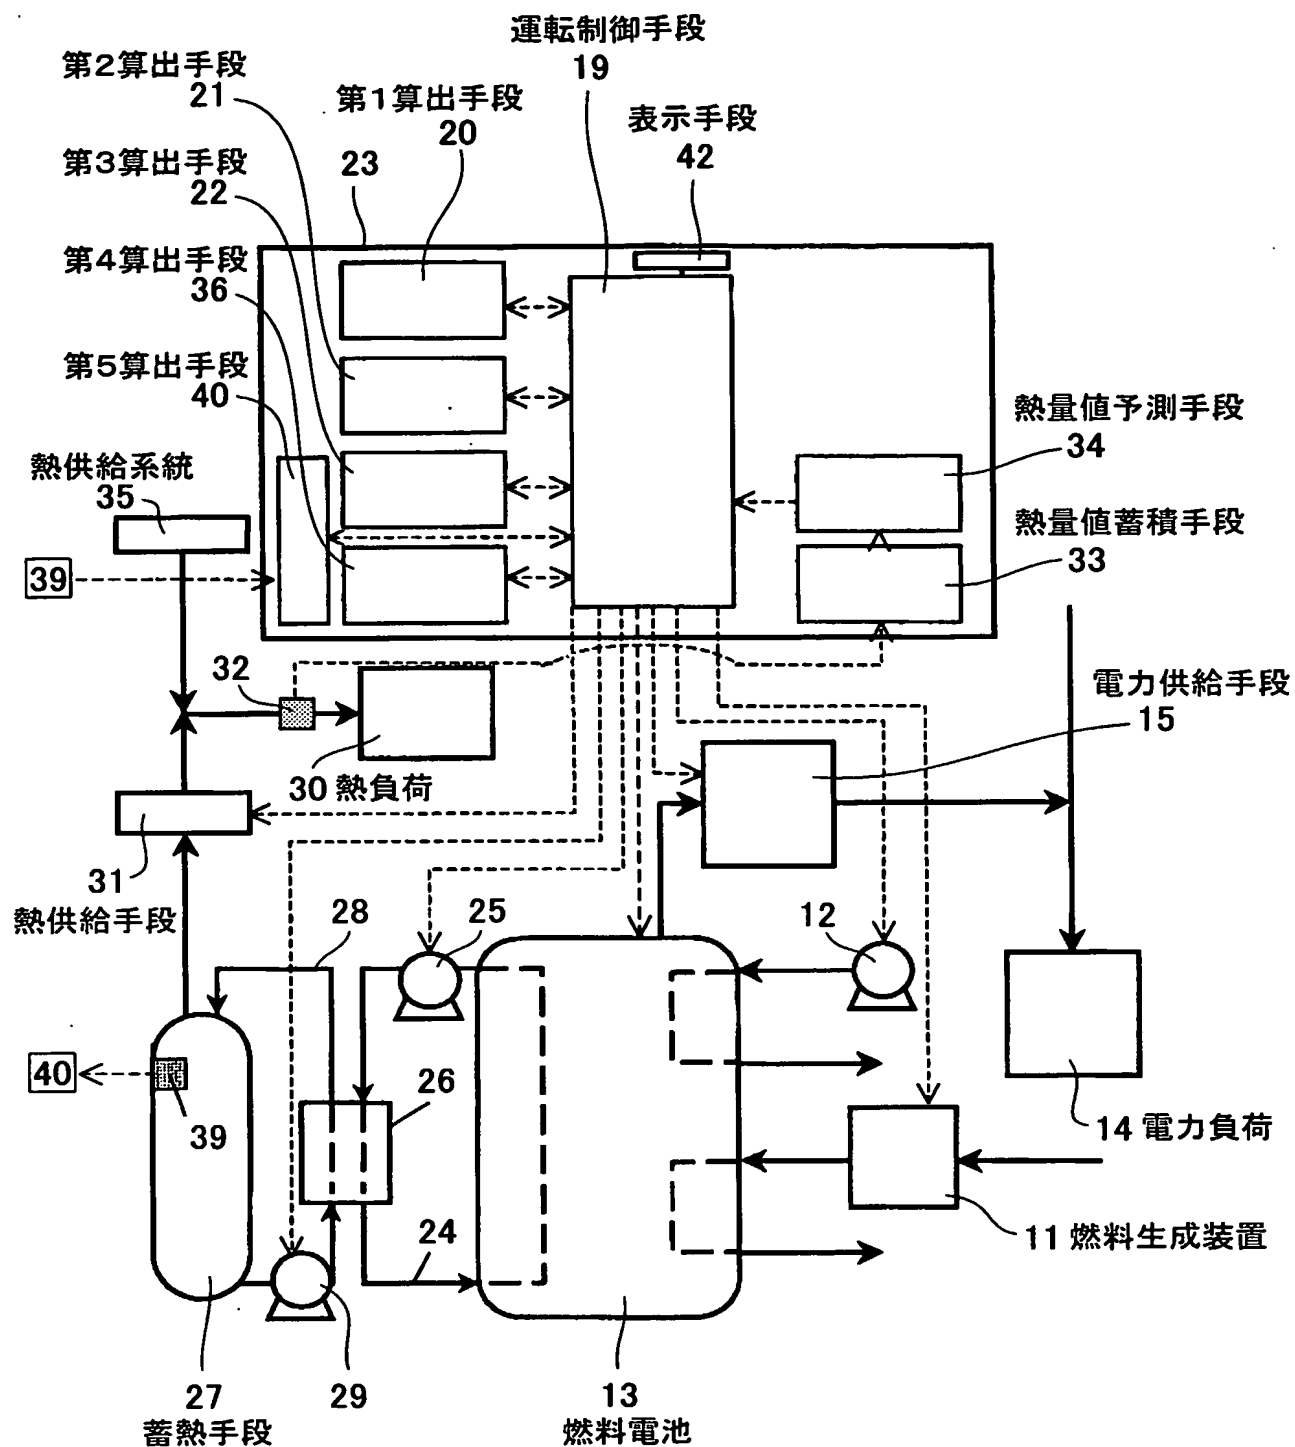 運転制御手段
19
第2算出手段
21
第1算出手段
20
表示手段
42
第3算出手段
22
23
第4算出手段
36
第5算出手段
40
熱量値予測手段
34
熱供給系統
35
熱量値蓄積手段
33
39
32
電力供給手段
15
30 熱負荷
31
熱供給手段
28
25
12
40
39
26
14 電力負荷
24
11 燃料生成装置
27
蓄熱手段
29
13
燃料電池